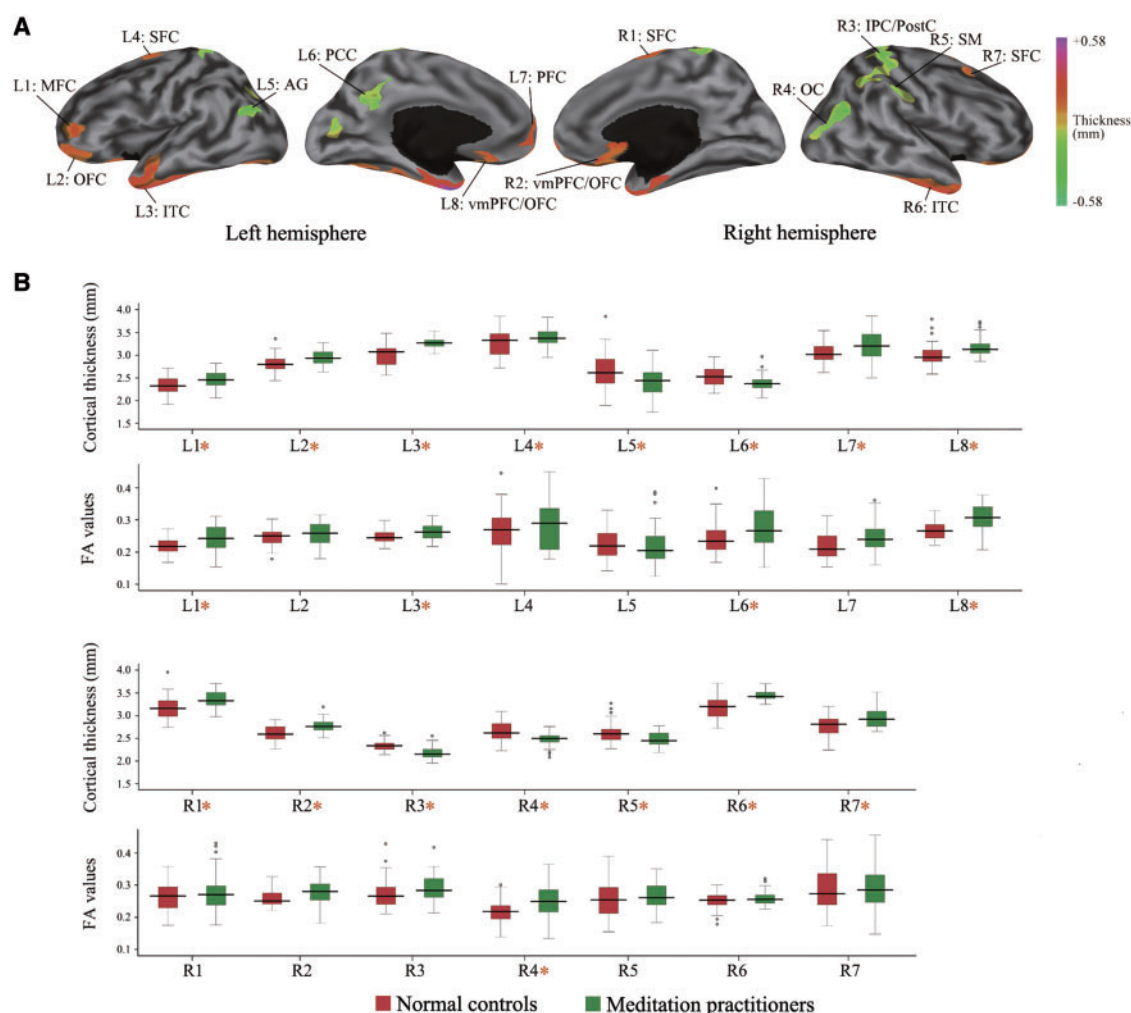 A
L4: SFC
L1: MFC
L2: OFC
L3: ITC
L5: AG
L6: PCC
L7: PFC
L8: vmPFC/OFC
R1: SFC
R2: vmPFC/OFC
R3: IPC/PostC
R5: SM
R7: SFC
R4: OC
R6: ITC
+0.58
Thickness
(mm)
-0.58
Left hemisphere
Right hemisphere
B
Cortical thickness (mm)
4.0
3.5
3.0
2.5
2.0
1.5
L1* L2* L3* L4* L5* L6* L7* L8*
FA values
0.4
0.3
0.2
0.1
L1* L2 L3* L4 L5 L6* L7 L8*
Cortical thickness (mm)
4.0
3.5
3.0
2.5
2.0
1.5
R1* R2* R3* R4* R5* R6* R7*
FA values
0.4
0.3
0.2
0.1
R1 R2 R3 R4* R5 R6 R7
Normal controls Meditation practitioners